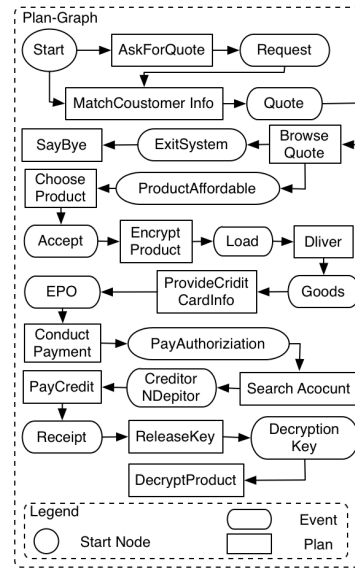 Plan-Graph
Start
AskForQuote
Request
MatchCoustomer Info
Quote
SayBye
ExitSystem
Browse
Quote
Choose
Product
ProductAffordable
Accept
Encrypt
Product
Load
Dliver
EPO
ProvideCridit
CardInfo
Goods
Conduct
Payment
PayAuthoriziation
PayCredit
Creditor
NDepitor
Search Acocunt
Receipt
ReleaseKey
Decryption
Key
DecryptProduct
Legend
Start Node
Event
Plan